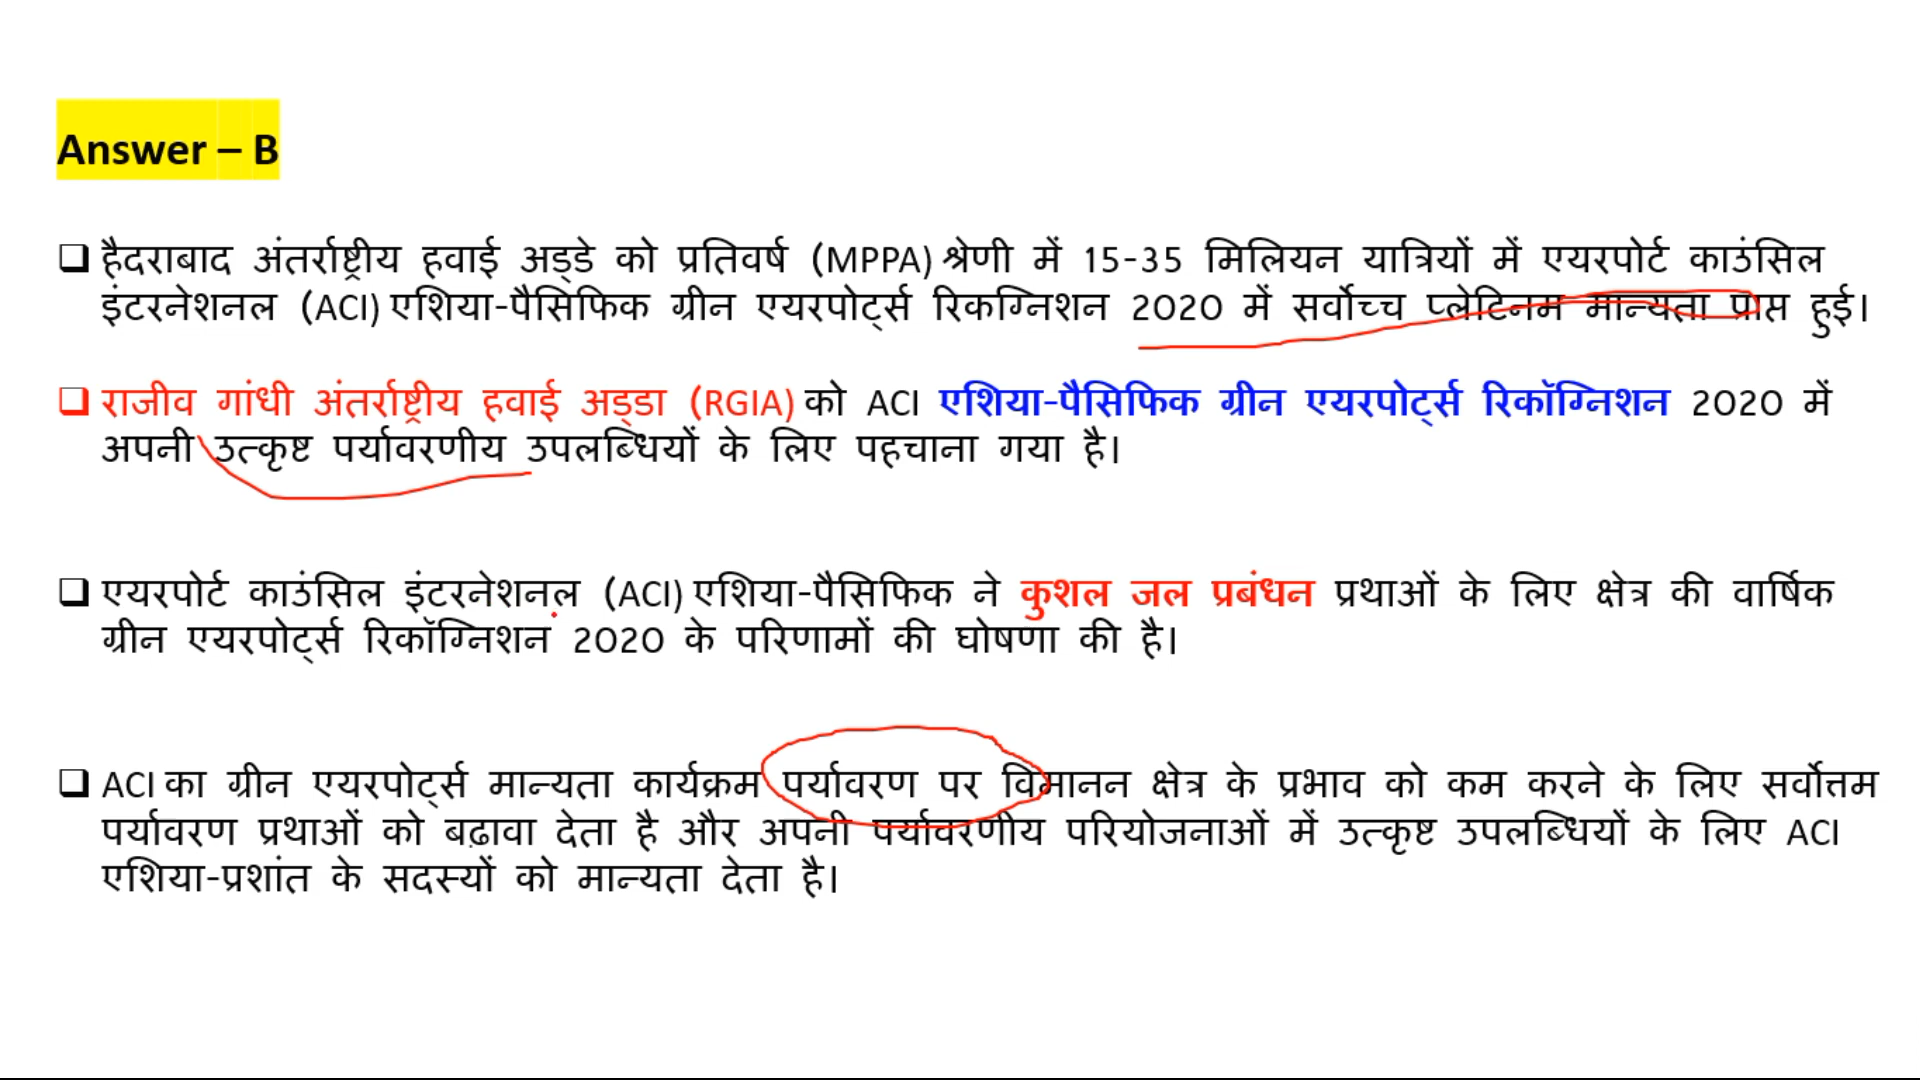 Answer – B
❑ हैदराबाद अंतर्राष्ट्रीय हवाई अड्डे को प्रतिवर्ष (MPPA) श्रेणी में 15-35 मिलियन यात्रियों में एयरपोर्ट काउंसिल
इंटरनेशनल (ACI) एशिया-पैसिफिक ग्रीन एयरपोर्ट्स रिकग्निशन 2020 में सर्वोच्च प्लेटिनम मान्यता प्राप्त हुई।
❑ राजीव गांधी अंतर्राष्ट्रीय हवाई अड्डा (RGIA) को ACI एशिया-पैसिफिक ग्रीन एयरपोर्ट्स रिकॉग्निशन 2020 में
अपनी उत्कृष्ट पर्यावरणीय उपलब्धियों के लिए पहचाना गया है।
❑ एयरपोर्ट काउंसिल इंटरनेशनल (ACI) एशिया-पैसिफिक ने कुशल जल प्रबंधन प्रथाओं के लिए क्षेत्र की वार्षिक
ग्रीन एयरपोर्ट्स रिकॉग्निशन 2020 के परिणामों की घोषणा की है।
❑ ACI का ग्रीन एयरपोर्ट्स मान्यता कार्यक्रम पर्यावरण पर विमानन क्षेत्र के प्रभाव को कम करने के लिए सर्वोत्तम
पर्यावरण प्रथाओं को बढ़ावा देता है और अपनी पर्यावरणीय परियोजनाओं में उत्कृष्ट उपलब्धियों के लिए ACI
एशिया-प्रशांत के सदस्यों को मान्यता देता है।